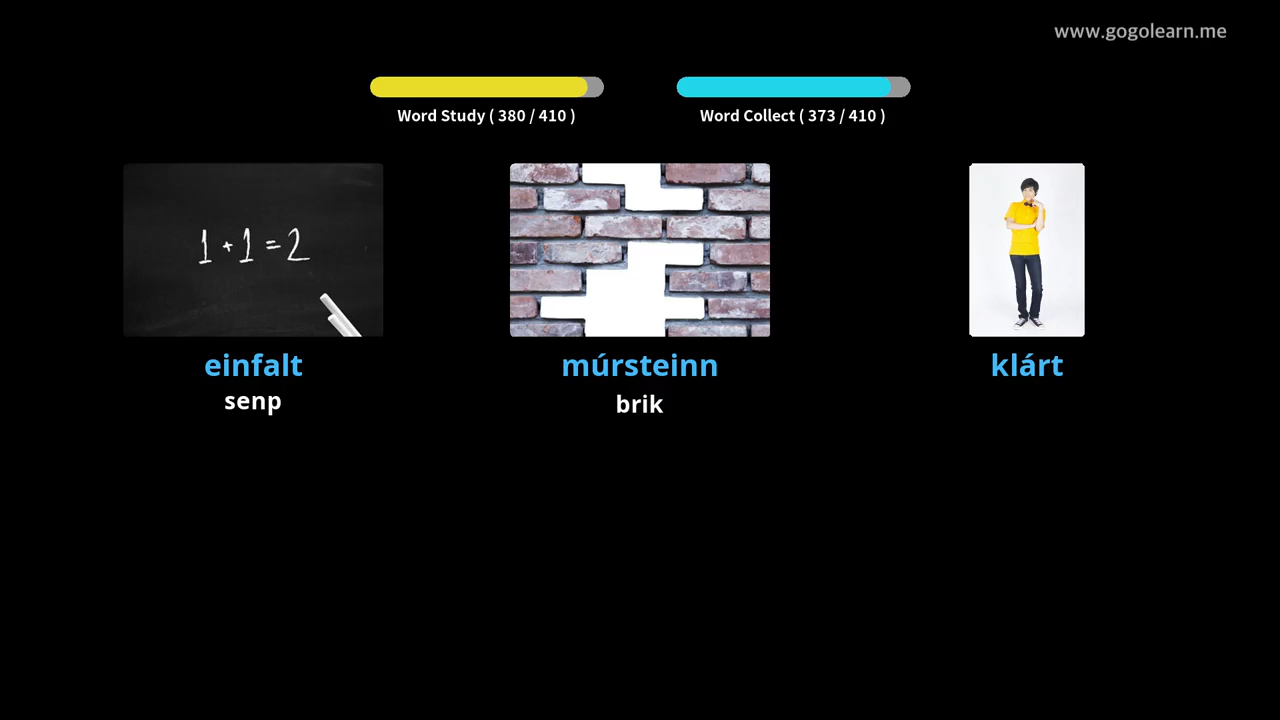 www.gogolearn.me
Word Study ( 380 / 410 )
Word Collect ( 373 / 410 )
1 + 1 = 2
einfalt
múrsteinn
klárt
senp
brik